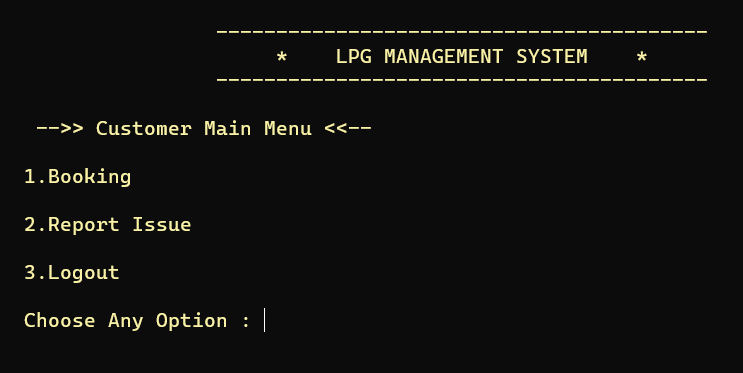 -----------------------------------------
* LPG MANAGEMENT SYSTEM *
-----------------------------------------
-->> Customer Main Menu <<--
1.Booking
2.Report Issue
3.Logout
Choose Any Option :